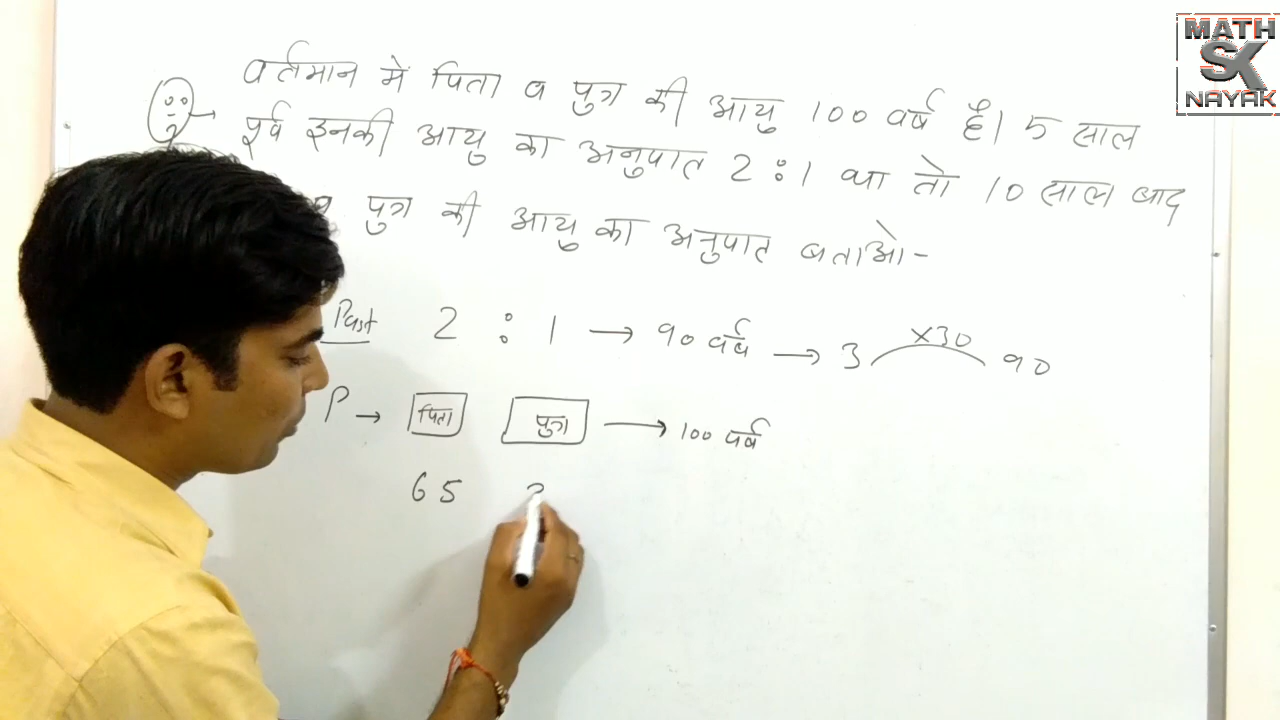 MATH
SK
NAYAK
वर्तमान में पिता व पुत्र की आयु 100 वर्ष है। 5 साल
पूर्व इनकी आयु का अनुपात 2 : 1 था तो 10 साल बाद
व पुत्र की आयु का अनुपात बताओ-
Past 2 : 1 → 90 वर्ष → 3 ×30 90
P → पिता पुत्र → 100 वर्ष
65